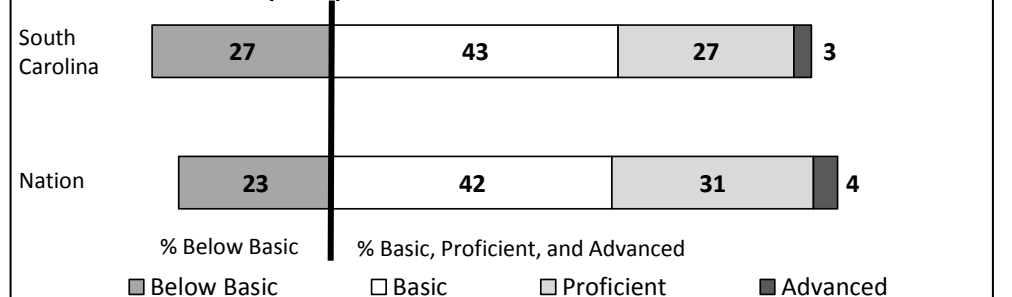 South
Carolina
27 43 27 3
Nation
23 42 31 4
% Below Basic % Basic, Proficient, and Advanced
Below Basic Basic Proficient Advanced